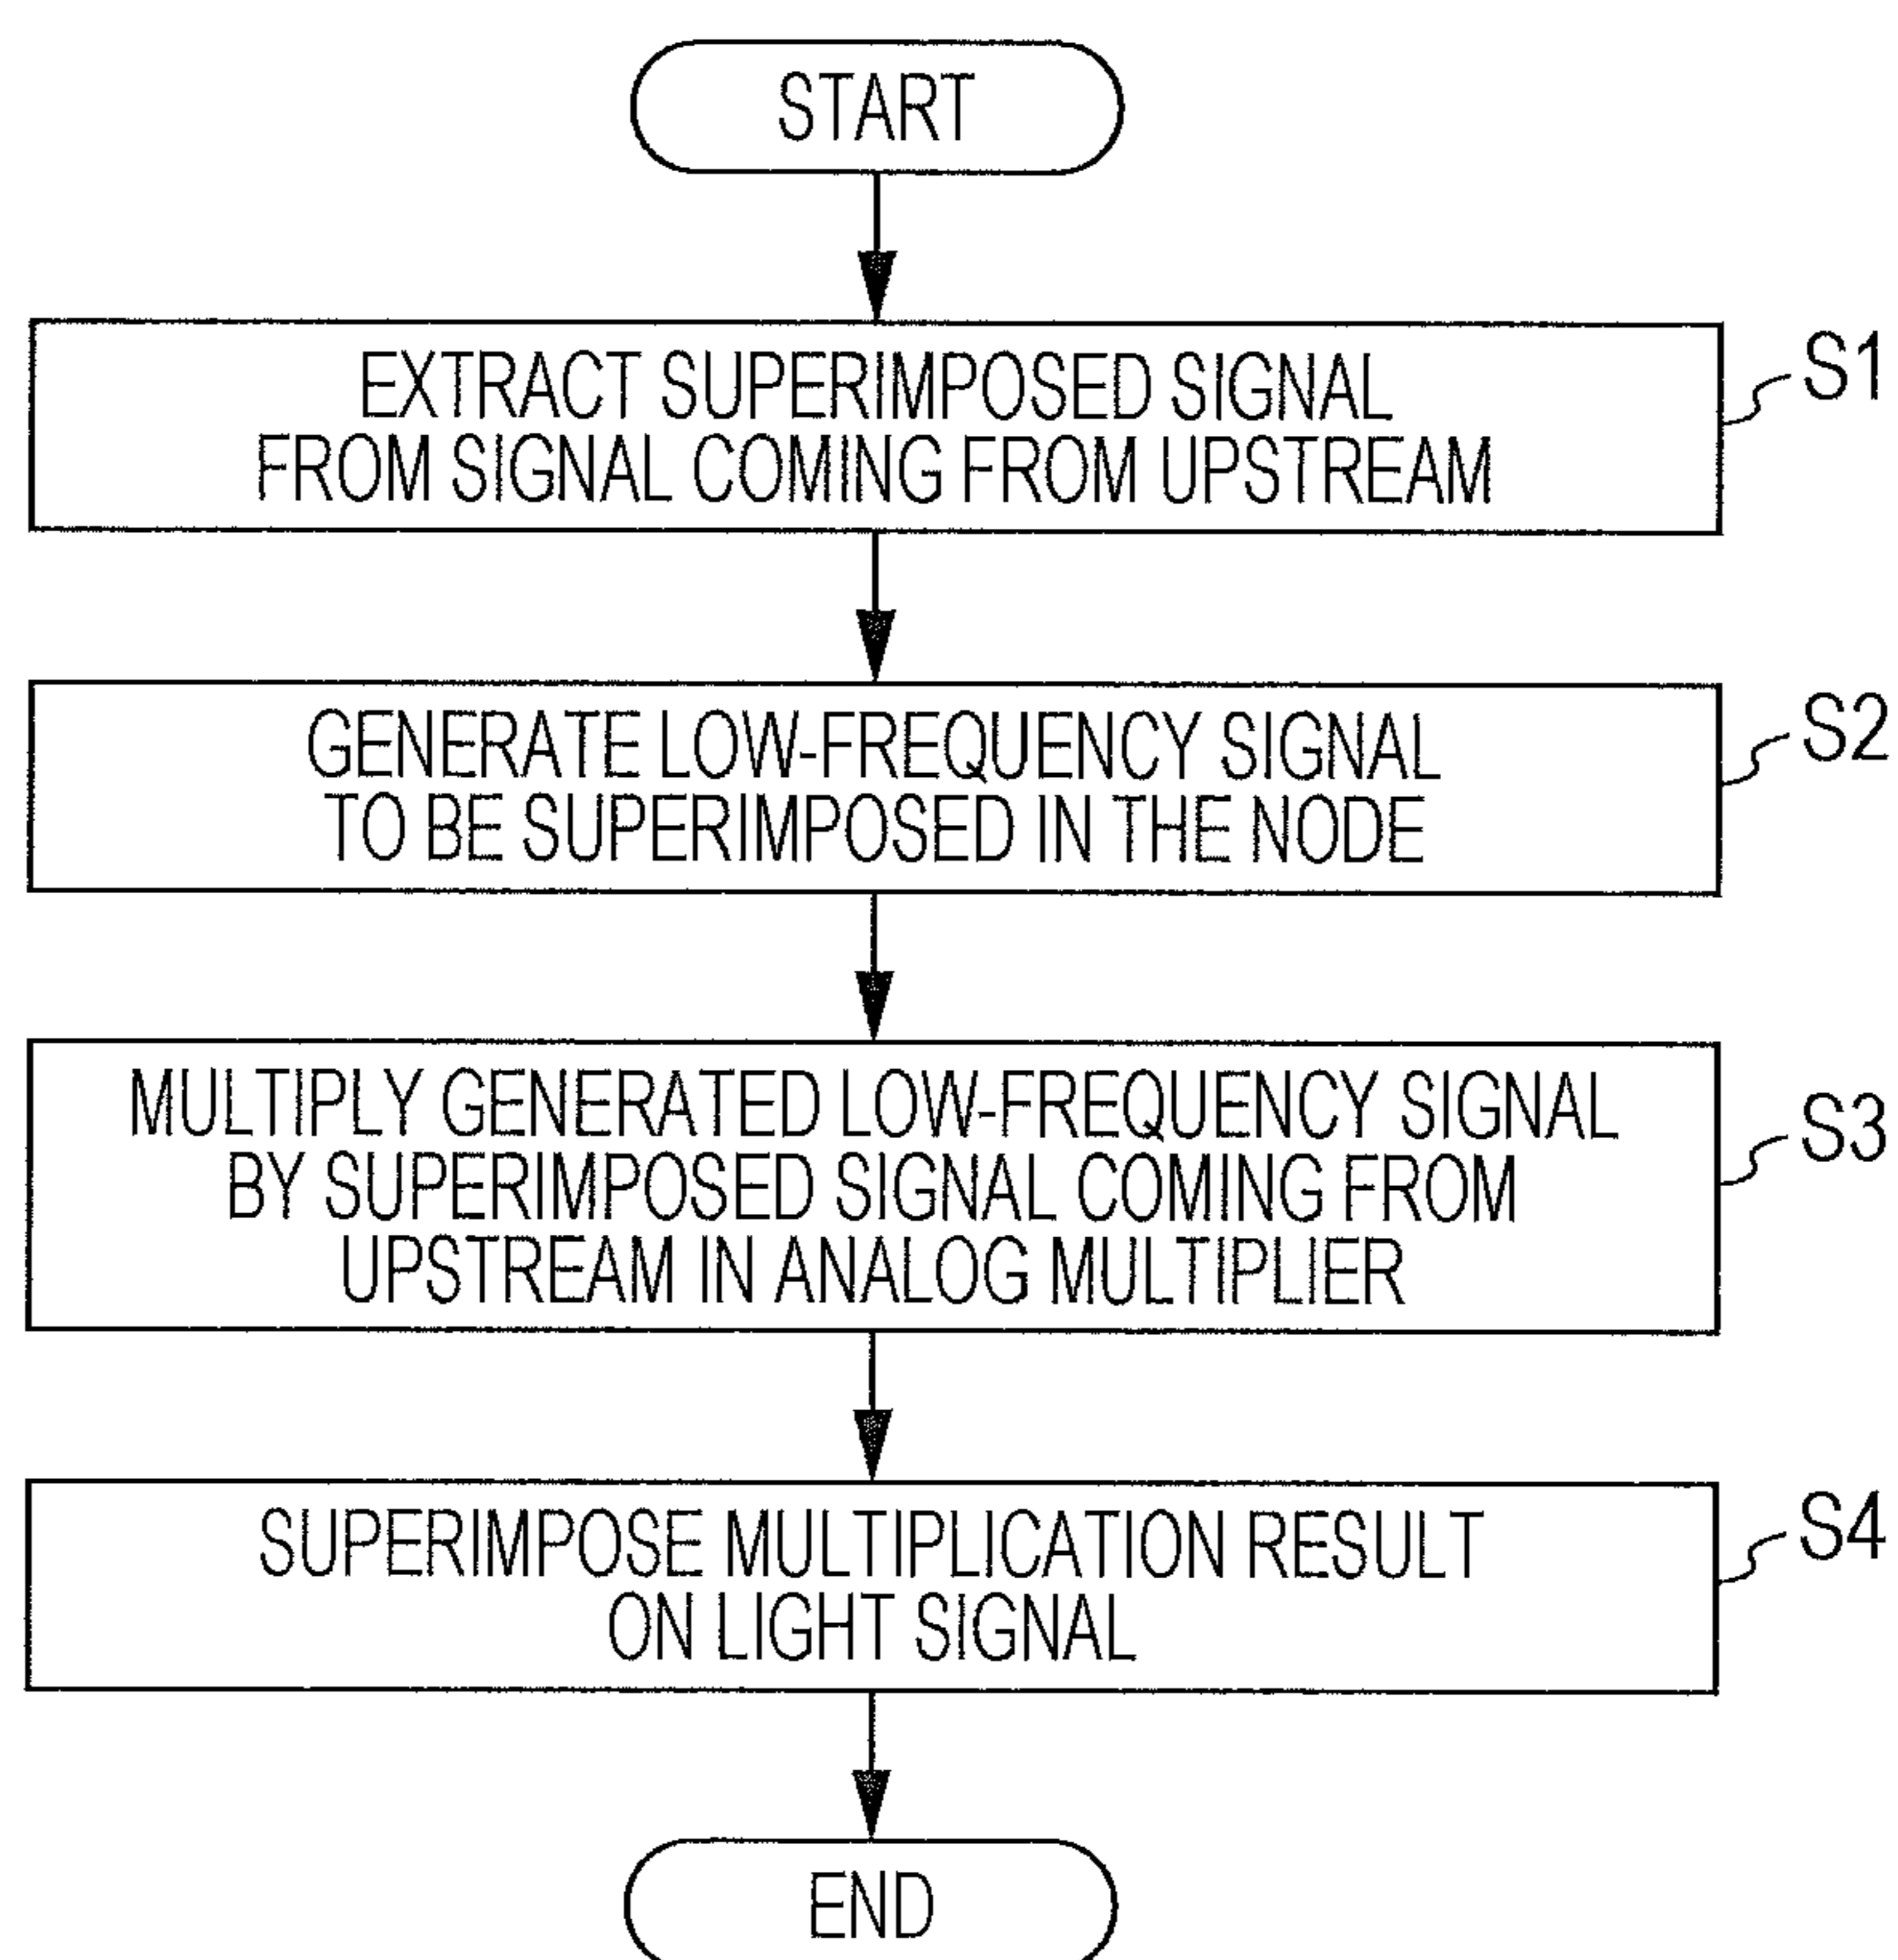 START
EXTRACT SUPERIMPOSED SIGNAL
FROM SIGNAL COMING FROM UPSTREAM
S1
GENERATE LOW-FREQUENCY SIGNAL
TO BE SUPERIMPOSED IN THE NODE
S2
MULTIPLY GENERATED LOW-FREQUENCY SIGNAL
BY SUPERIMPOSED SIGNAL COMING FROM
UPSTREAM IN ANALOG MULTIPLIER
S3
SUPERIMPOSE MULTIPLICATION RESULT
ON LIGHT SIGNAL
S4
END